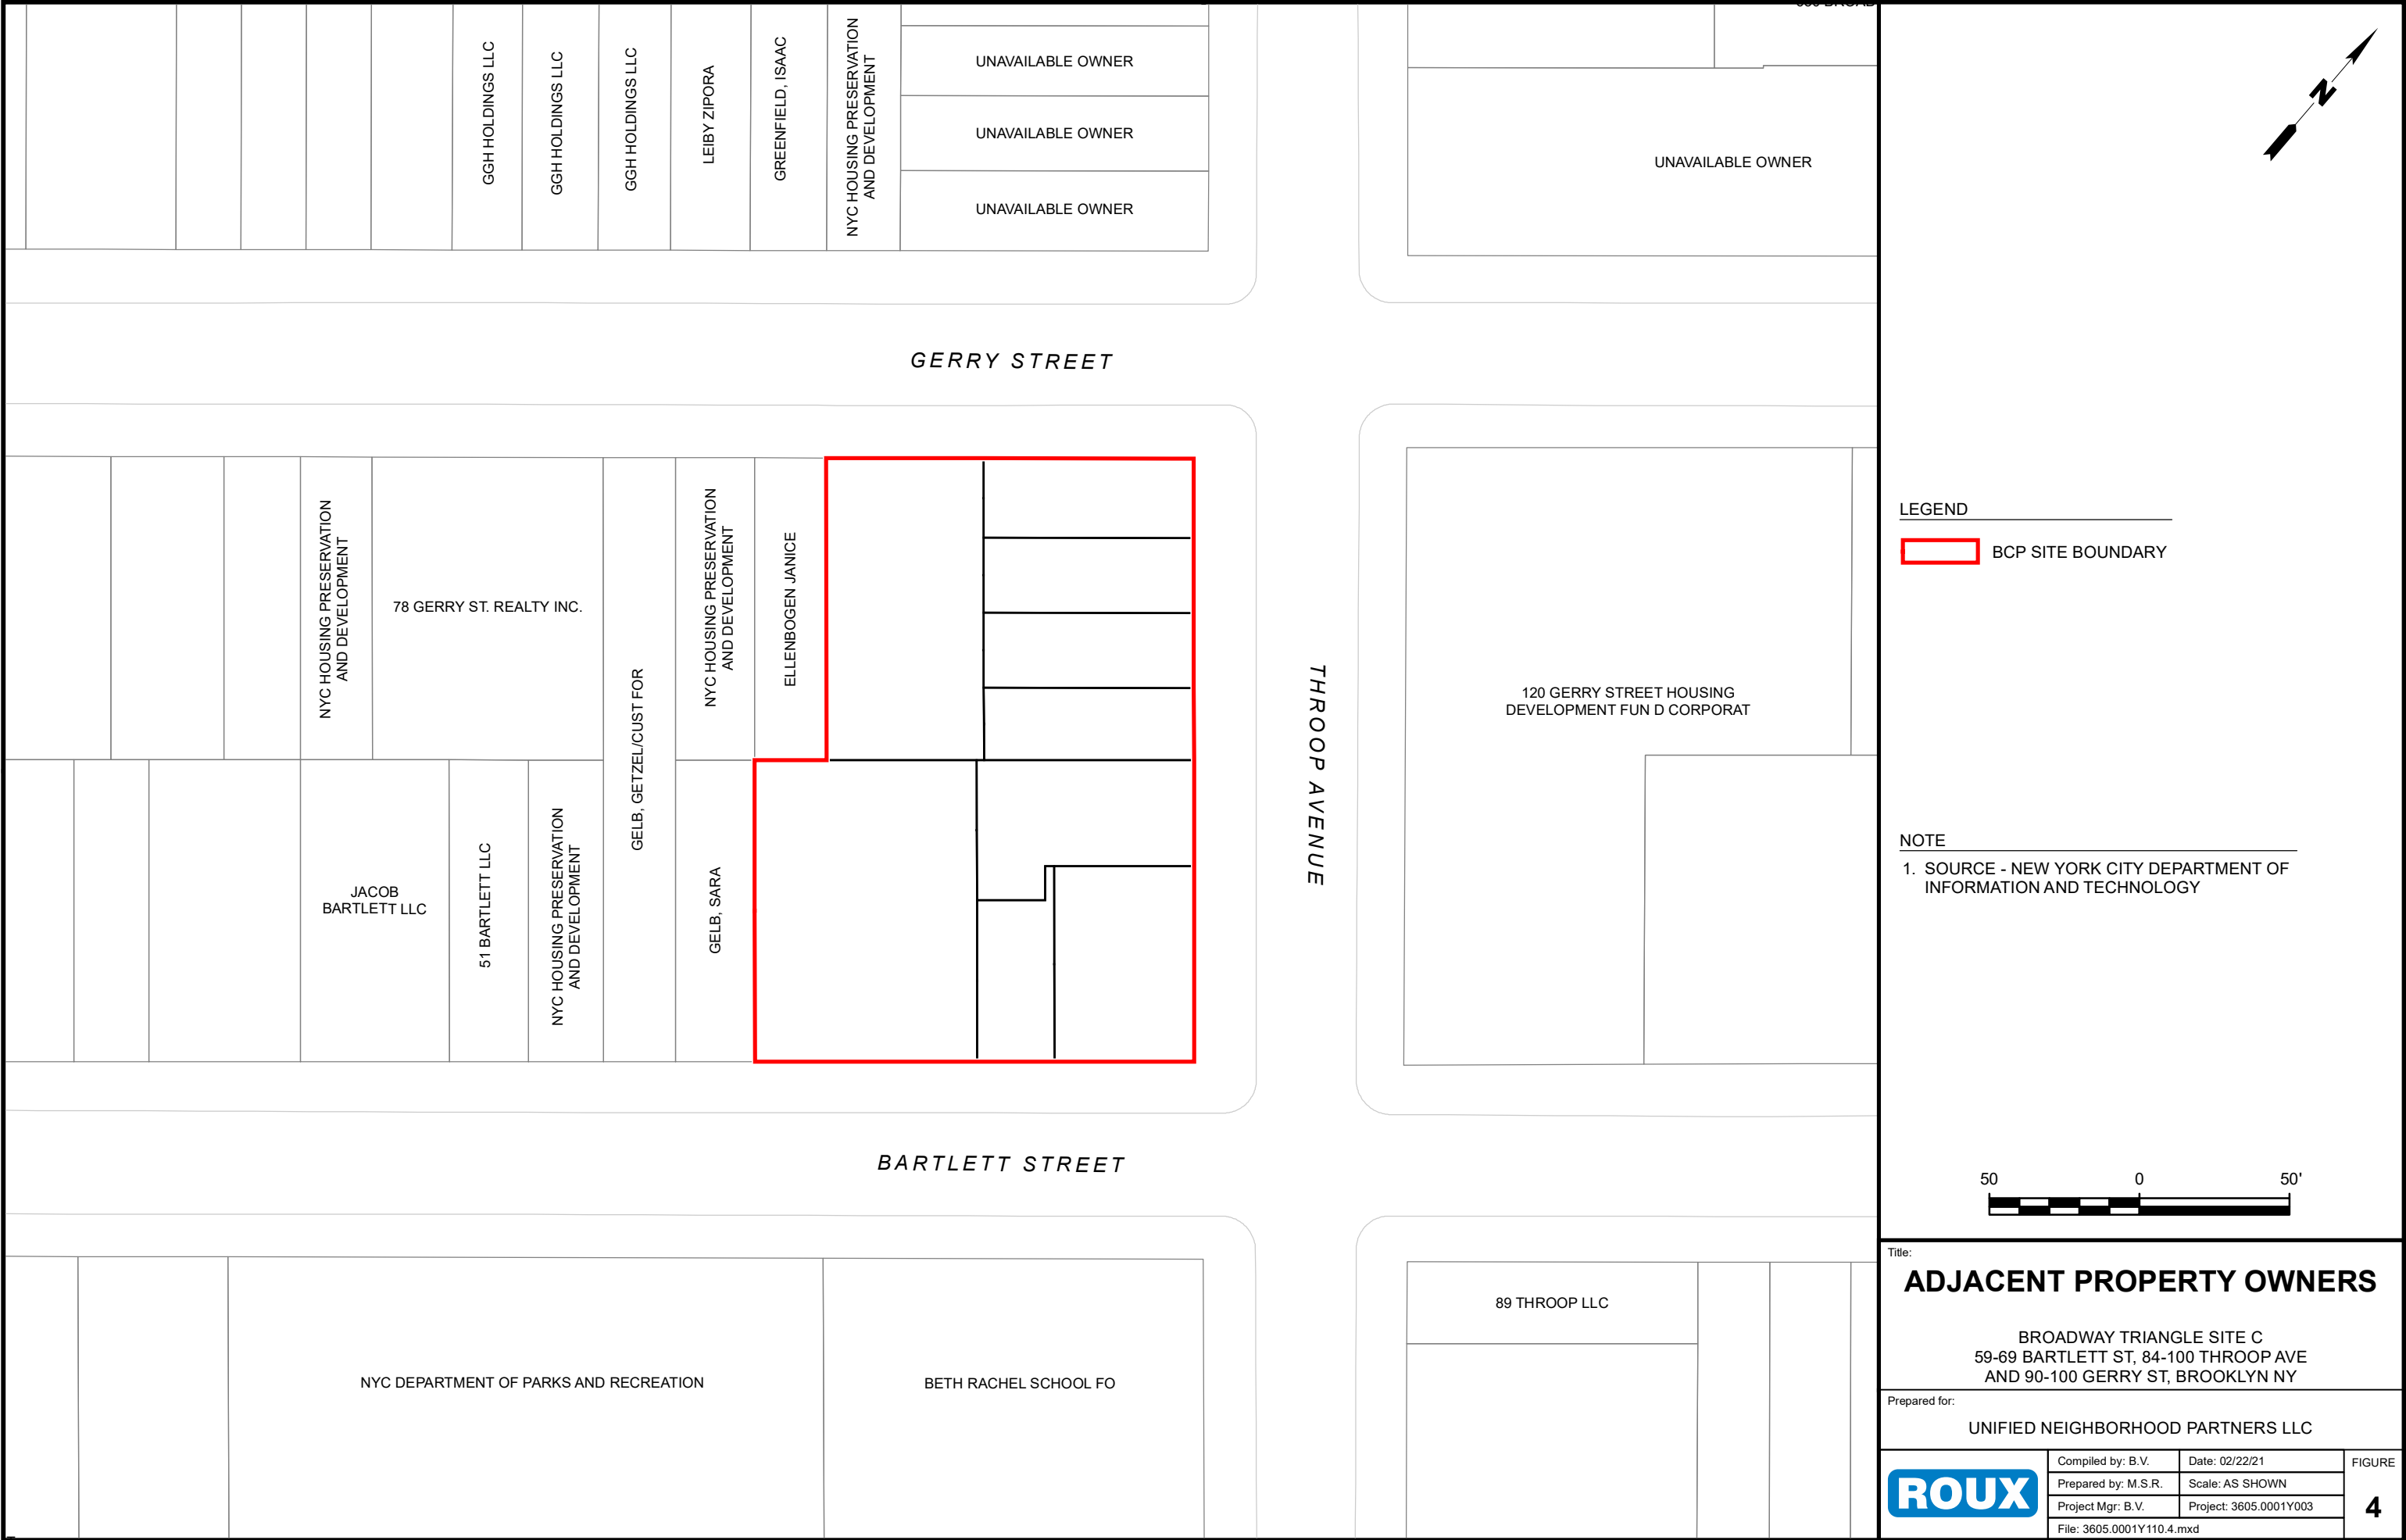 GGH HOLDINGS LLC
GGH HOLDINGS LLC
GGH HOLDINGS LLC
LEIBY ZIPORA
GREENFIELD, ISAAC
NYC HOUSING PRESERVATION
AND DEVELOPMENT
UNAVAILABLE OWNER
UNAVAILABLE OWNER
UNAVAILABLE OWNER
UNAVAILABLE OWNER
N
GERRY STREET
NYC HOUSING PRESERVATION
AND DEVELOPMENT
78 GERRY ST. REALTY INC.
GELB, GETZEL/CUST FOR
NYC HOUSING PRESERVATION
AND DEVELOPMENT
ELLENBOGEN JANICE
THROOP AVENUE
120 GERRY STREET HOUSING
DEVELOPMENT FUN D CORPORAT
JACOB
BARTLETT LLC
51 BARTLETT LLC
NYC HOUSING PRESERVATION
AND DEVELOPMENT
GELB, SARA
BARTLETT STREET
NYC DEPARTMENT OF PARKS AND RECREATION
BETH RACHEL SCHOOL FO
89 THROOP LLC
LEGEND
BCP SITE BOUNDARY
NOTE
1. SOURCE - NEW YORK CITY DEPARTMENT OF
INFORMATION AND TECHNOLOGY
50 0 50'
Title:
ADJACENT PROPERTY OWNERS
BROADWAY TRIANGLE SITE C
59-69 BARTLETT ST, 84-100 THROOP AVE
AND 90-100 GERRY ST, BROOKLYN NY
Prepared for:
UNIFIED NEIGHBORHOOD PARTNERS LLC
ROUX
Compiled by: B.V.
Date: 02/22/21
FIGURE
Prepared by: M.S.R.
Scale: AS SHOWN
Project Mgr: B.V.
Project: 3605.0001Y003
4
File: 3605.0001Y110.4.mxd